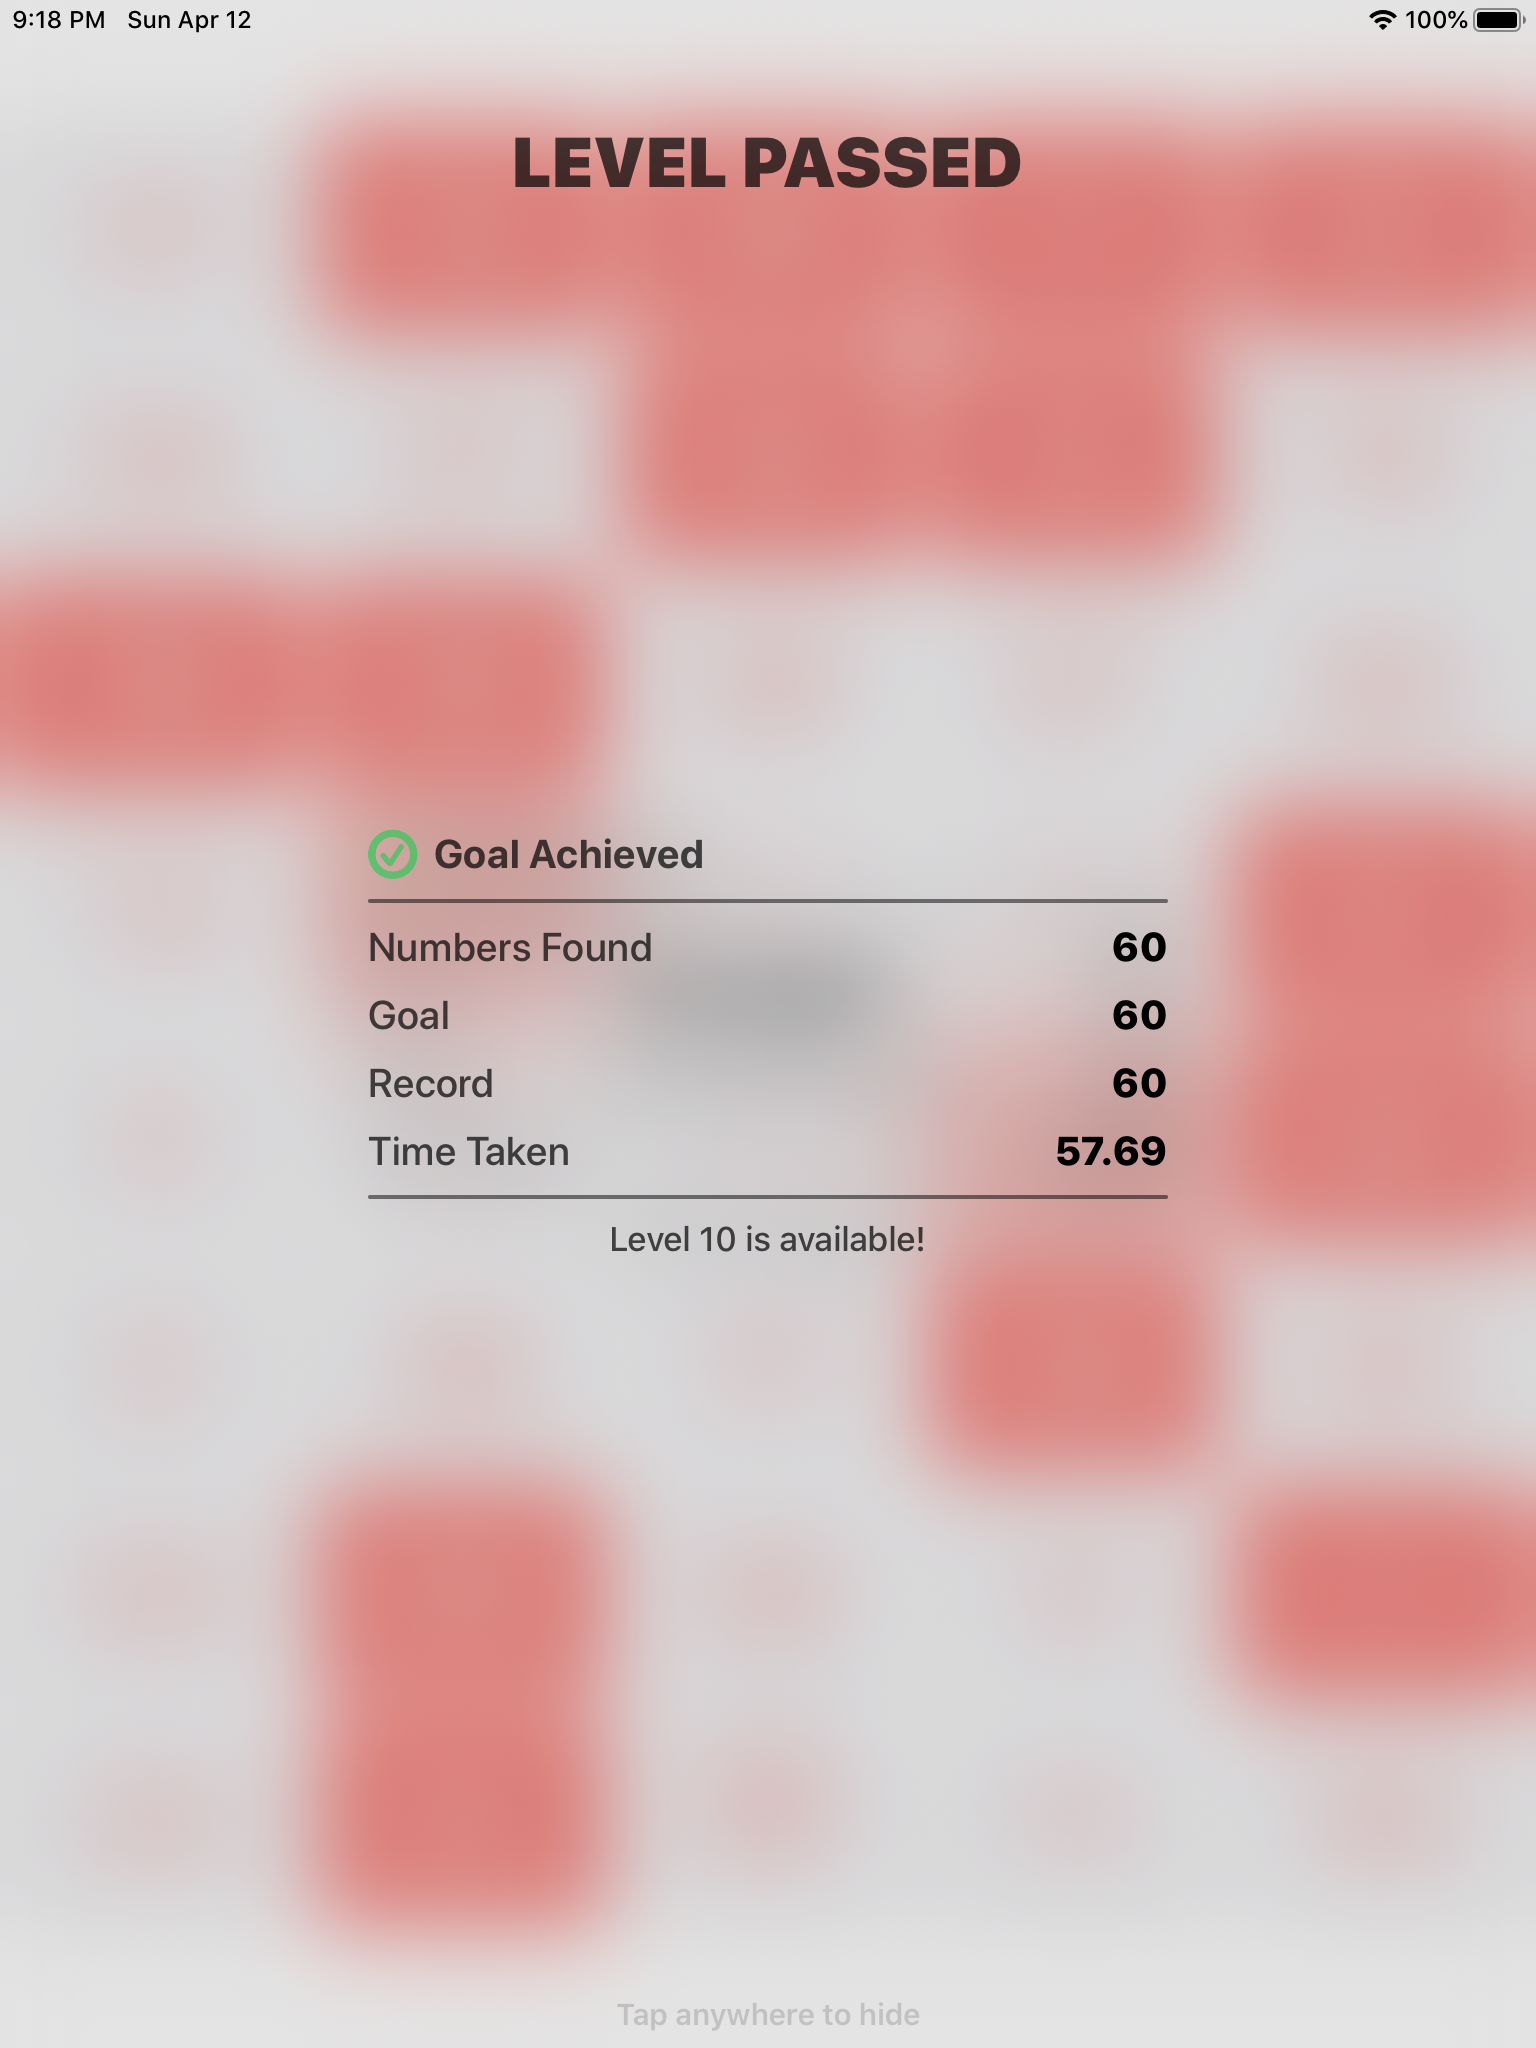 9:18 PM Sun Apr 12 100%
LEVEL PASSED
Goal Achieved
Numbers Found 60
Goal 60
Record 60
Time Taken 57.69
Level 10 is available!
Tap anywhere to hide